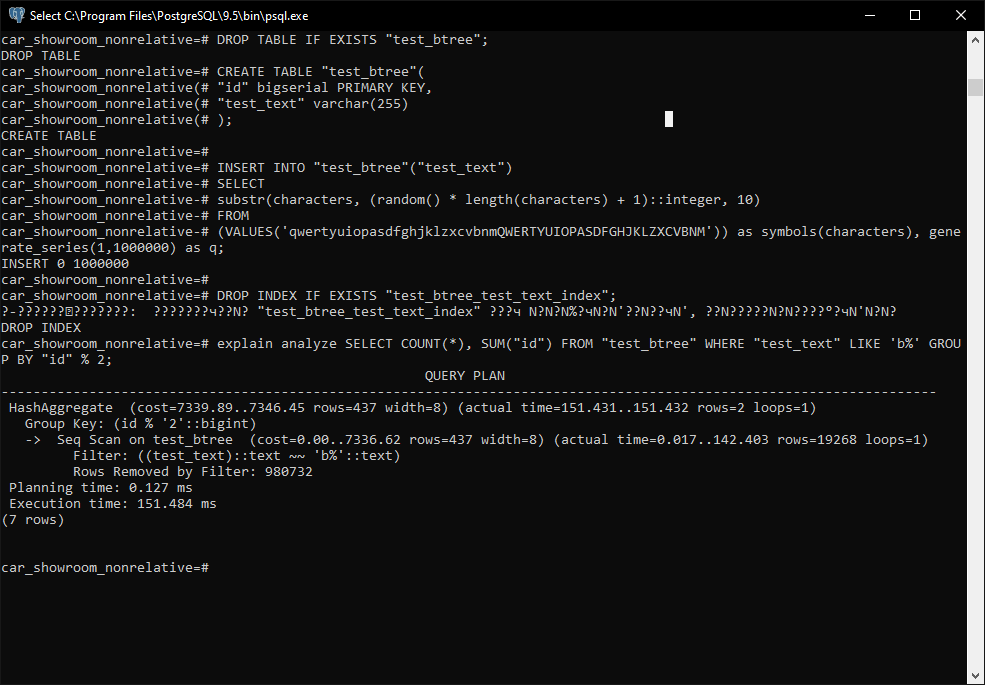 Select C:\Program Files\PostgreSQL\9.5\bin\psql.exe
car_showroom_nonrelative=# DROP TABLE IF EXISTS "test_btree";
DROP TABLE
car_showroom_nonrelative=# CREATE TABLE "test_btree"(
car_showroom_nonrelative(# "id" bigserial PRIMARY KEY,
car_showroom_nonrelative(# "test_text" varchar(255)
car_showroom_nonrelative(# );
CREATE TABLE
car_showroom_nonrelative=#
car_showroom_nonrelative=# INSERT INTO "test_btree"("test_text")
car_showroom_nonrelative-# SELECT
car_showroom_nonrelative-# substr(characters, (random() * length(characters) + 1)::integer, 10)
car_showroom_nonrelative-# FROM
car_showroom_nonrelative-# (VALUES('qwertyuiopasdfghjklzxcvbnmQWERTYUIOPASDFGHJKLZXCVBNM')) as symbols(characters), gene
rate_series(1,1000000) as q;
INSERT 0 1000000
car_showroom_nonrelative=#
car_showroom_nonrelative=# DROP INDEX IF EXISTS "test_btree_test_text_index";
"test_btree_test_text_index"
DROP INDEX
car_showroom_nonrelative=# explain analyze SELECT COUNT(*), SUM("id") FROM "test_btree" WHERE "test_text" LIKE 'b%' GROU
P BY "id" % 2;
QUERY PLAN
----------------------------------------------------------------------------------------------------------------------
HashAggregate  (cost=7339.89..7346.45 rows=437 width=8) (actual time=151.431..151.432 rows=2 loops=1)
Group Key: (id % '2'::bigint)
->  Seq Scan on test_btree  (cost=0.00..7336.62 rows=437 width=8) (actual time=0.017..142.403 rows=19268 loops=1)
Filter: ((test_text)::text ~~ 'b%'::text)
Rows Removed by Filter: 980732
Planning time: 0.127 ms
Execution time: 151.484 ms
(7 rows)
car_showroom_nonrelative=#